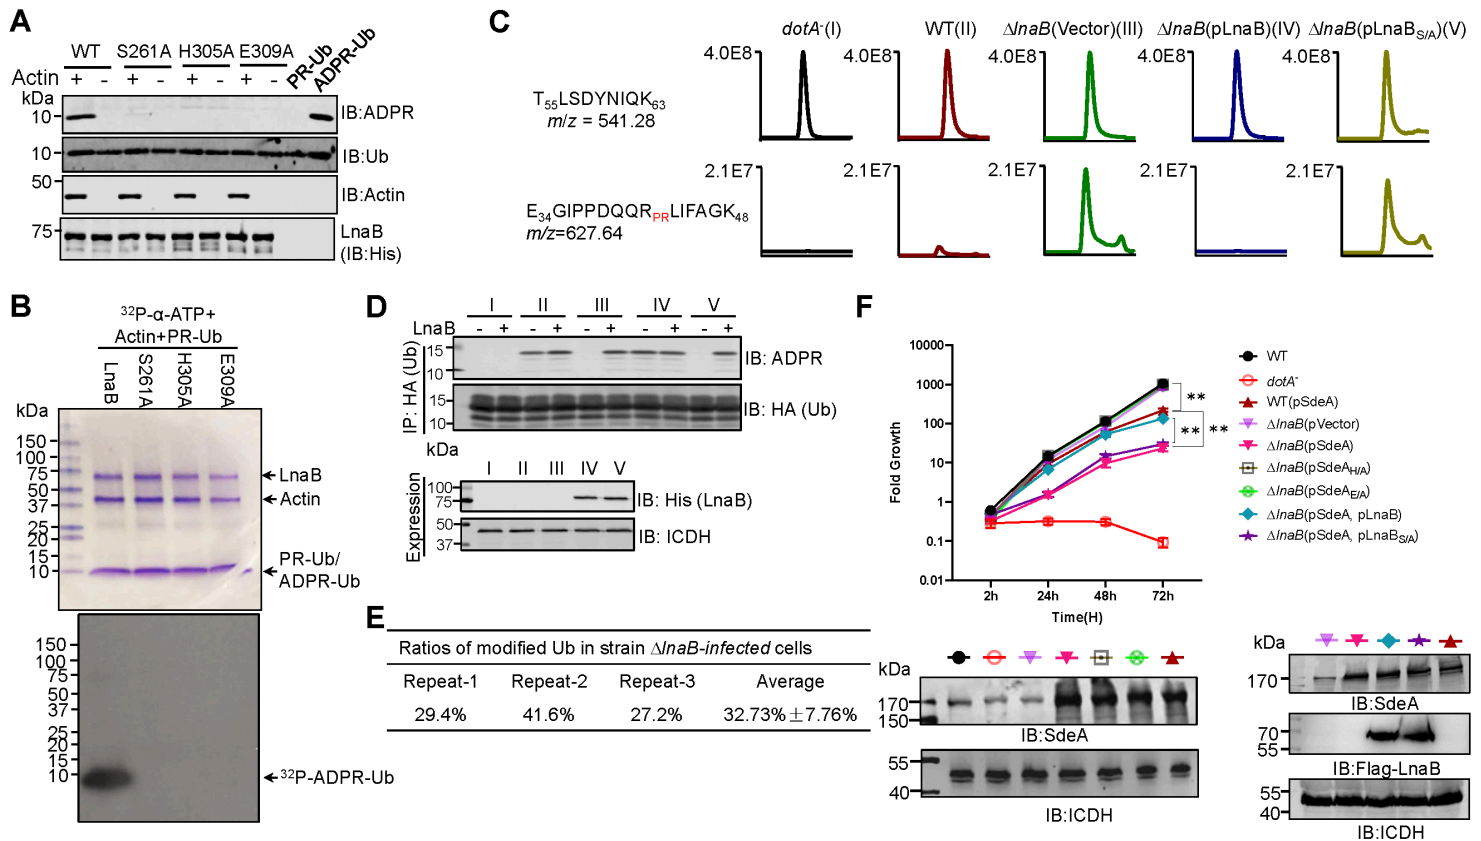 A
WT S261A H305A E309A PR-Ub ADPR-Ub
Actin + - + - + - + -
kDa
10 IB:ADPR
10 IB:Ub
50 IB:Actin
75 LnaB
(IB:His)
B
³²P-α-ATP+
Actin+PR-Ub
LnaB S261A H305A E309A
kDa
150
100
75 LnaB
50 Actin
37
25
20
15 PR-Ub/
10 ADPR-Ub
150
100
75
50
37
25
20
15
10 ³²P-ADPR-Ub
C
dotA⁻(I) WT(II) ΔlnaB(Vector)(III) ΔlnaB(pLnaB)(IV) ΔlnaB(pLnaB_S/A)(V)
4.0E8 4.0E8 4.0E8 4.0E8 4.0E8
T₅₅LSDYNIQK₆₃
m/z = 541.28
2.1E7 2.1E7 2.1E7 2.1E7 2.1E7
E₃₄GIPPDQQR_PRLIFAGK₄₈
m/z=627.64
D
I II III IV V
LnaB - + - + - + - + - +
IP: HA (Ub)
15
10 IB: ADPR
15
10 IB: HA (Ub)
kDa
I II III IV V
Expression
100
75 IB: His (LnaB)
50
37 IB: ICDH
E
Ratios of modified Ub in strain ΔlnaB-infected cells
Repeat-1 Repeat-2 Repeat-3 Average
29.4% 41.6% 27.2% 32.73%±7.76%
F
Fold Growth
10000
1000
100
10
1
0.1
0.01
2h 24h 48h 72h
Time(H)
**
** **
WT
dotA⁻
WT(pSdeA)
ΔlnaB(pVector)
ΔlnaB(pSdeA)
ΔlnaB(pSdeA_H/A)
ΔlnaB(pSdeA_E/A)
ΔlnaB(pSdeA, pLnaB)
ΔlnaB(pSdeA, pLnaB_S/A)
kDa
170
150
IB:SdeA
55
40
IB:ICDH
kDa
170
IB:SdeA
70
55
IB:Flag-LnaB
55
40
IB:ICDH